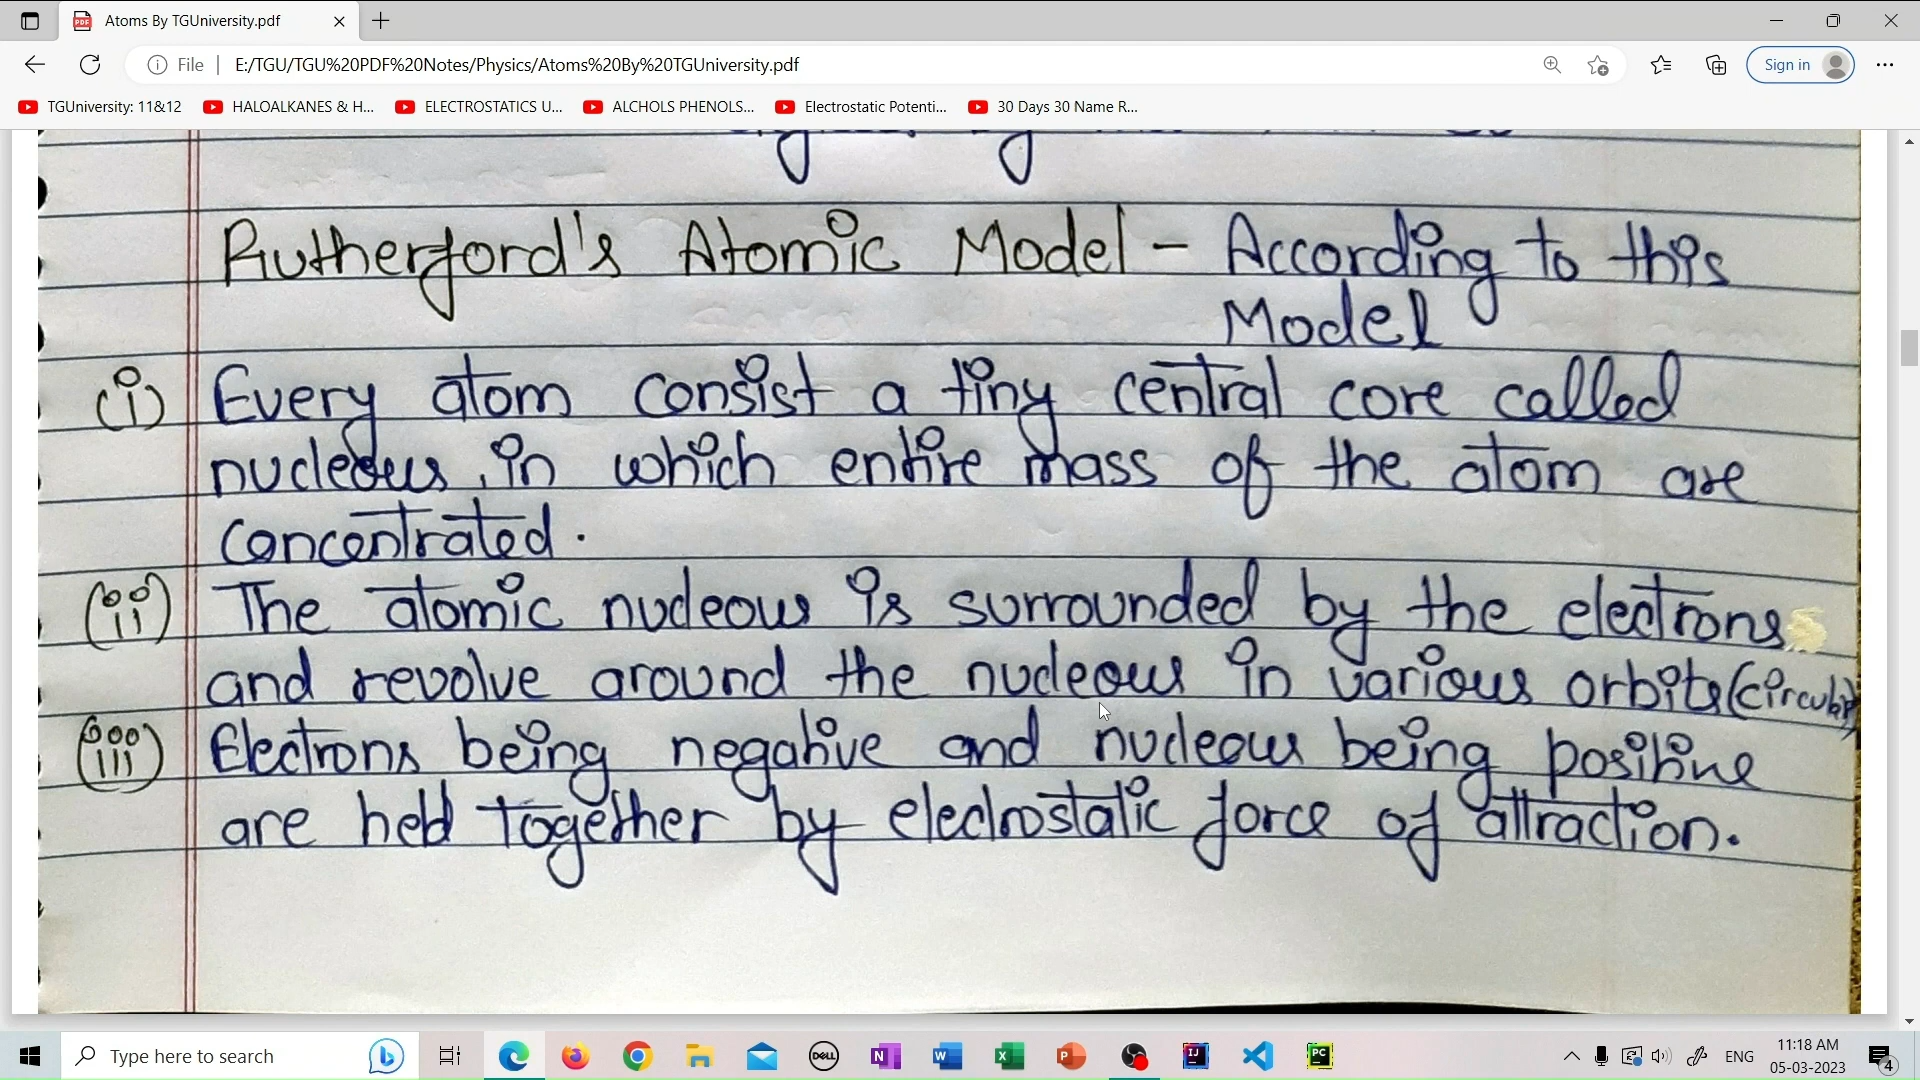 Atoms By TGUniversity.pdf
File | E:/TGU/TGU%20PDF%20Notes/Physics/Atoms%20By%20TGUniversity.pdf
Sign in
TGUniversity: 11&12 HALOALKANES & H... ELECTROSTATICS U... ALCHOLS PHENOLS... Electrostatic Potenti... 30 Days 30 Name R...
Rutherford's Atomic Model - According to this
Model
(i) Every atom consist a tiny central core called
nucleous, in which entire mass of the atom are
concentrated.
(ii) The atomic nucleous is surrounded by the electrons
and revolve around the nucleous in various orbits(circular)
(iii) Electrons being negative and nucleous being positive
are held together by electrostatic force of attraction.
Type here to search
ENG
11:18 AM
05-03-2023
4